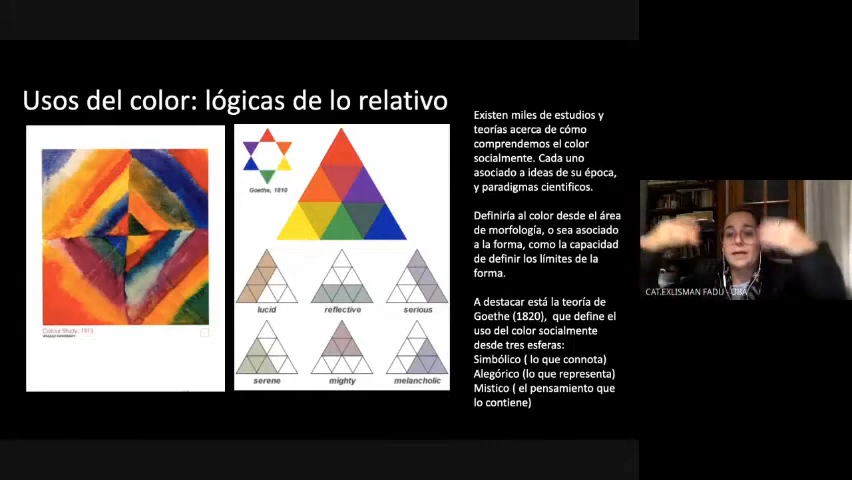 Usos del color: lógicas de lo relativo
Colour Study, 1913
Goethe, 1810
lucid
reflective
serious
serene
mighty
melancholic
Existen miles de estudios y
teorías acerca de cómo
comprendemos el color
socialmente. Cada uno
asociado a ideas de su época,
y paradigmas cientificos.
Definiría al color desde el área
de morfología, o sea asociado
a la forma, como la capacidad
de definir los límites de la
forma.
A destacar está la teoría de
Goethe (1820), que define el
uso del color socialmente
desde tres esferas:
Simbólico ( lo que connota)
Alegórico (lo que representa)
Mistico ( el pensamiento que
lo contiene)
CAT.EXLISMAN FADU - UBA